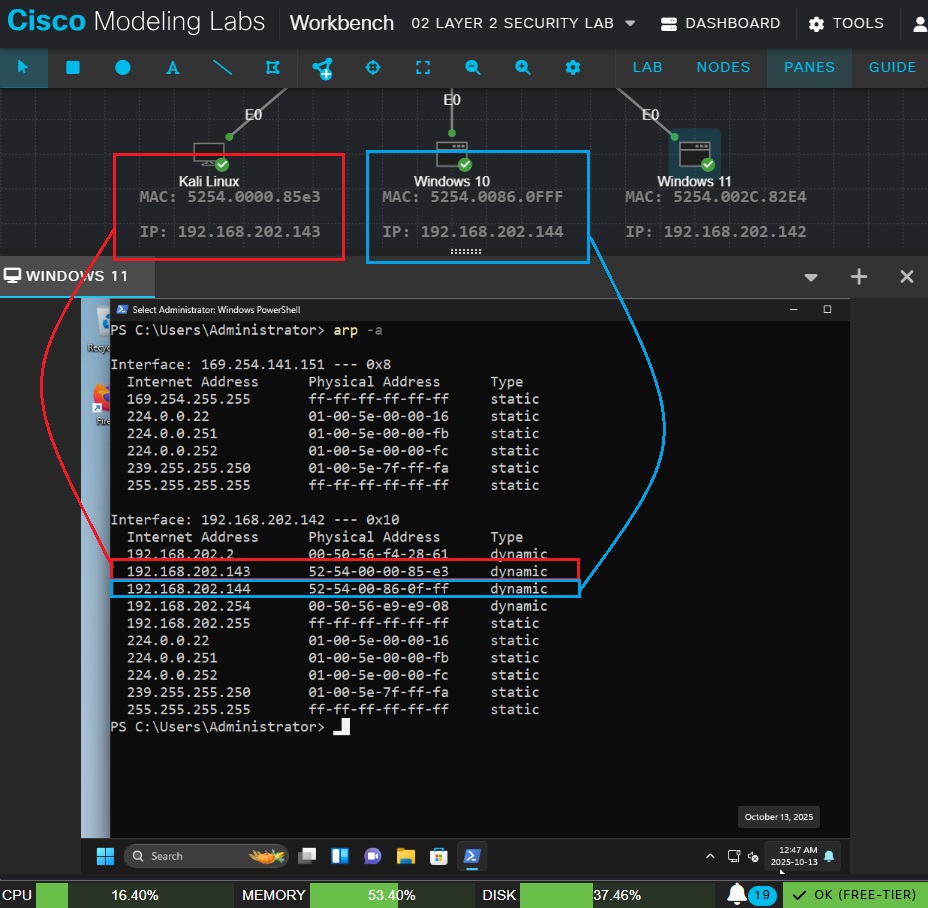 Cisco Modeling Labs Workbench 02 LAYER 2 SECURITY LAB DASHBOARD TOOLS
A LAB NODES PANES GUIDE
E0 E0 E0
Kali Linux Windows 10 Windows 11
MAC: 5254.0000.85e3 MAC: 5254.0086.0FFF MAC: 5254.002C.82E4
IP: 192.168.202.143 IP: 192.168.202.144 IP: 192.168.202.142
WINDOWS 11
Select Administrator: Windows PowerShell
PS C:\Users\Administrator> arp -a
Interface: 169.254.141.151 --- 0x8
Internet Address Physical Address Type
169.254.255.255 ff-ff-ff-ff-ff-ff static
224.0.0.22 01-00-5e-00-00-16 static
224.0.0.251 01-00-5e-00-00-fb static
224.0.0.252 01-00-5e-00-00-fc static
239.255.255.250 01-00-5e-7f-ff-fa static
255.255.255.255 ff-ff-ff-ff-ff-ff static
Interface: 192.168.202.142 --- 0x10
Internet Address Physical Address Type
192.168.202.2 00-50-56-f4-28-61 dynamic
192.168.202.143 52-54-00-00-85-e3 dynamic
192.168.202.144 52-54-00-86-0f-ff dynamic
192.168.202.254 00-50-56-e9-e9-08 dynamic
192.168.202.255 ff-ff-ff-ff-ff-ff static
224.0.0.22 01-00-5e-00-00-16 static
224.0.0.251 01-00-5e-00-00-fb static
224.0.0.252 01-00-5e-00-00-fc static
239.255.255.250 01-00-5e-7f-ff-fa static
255.255.255.255 ff-ff-ff-ff-ff-ff static
PS C:\Users\Administrator>
Recyc
Fire
October 13, 2025
Search 12:47 AM
2025-10-13
CPU 16.40% MEMORY 53.40% DISK 37.46% 19 OK (FREE-TIER)